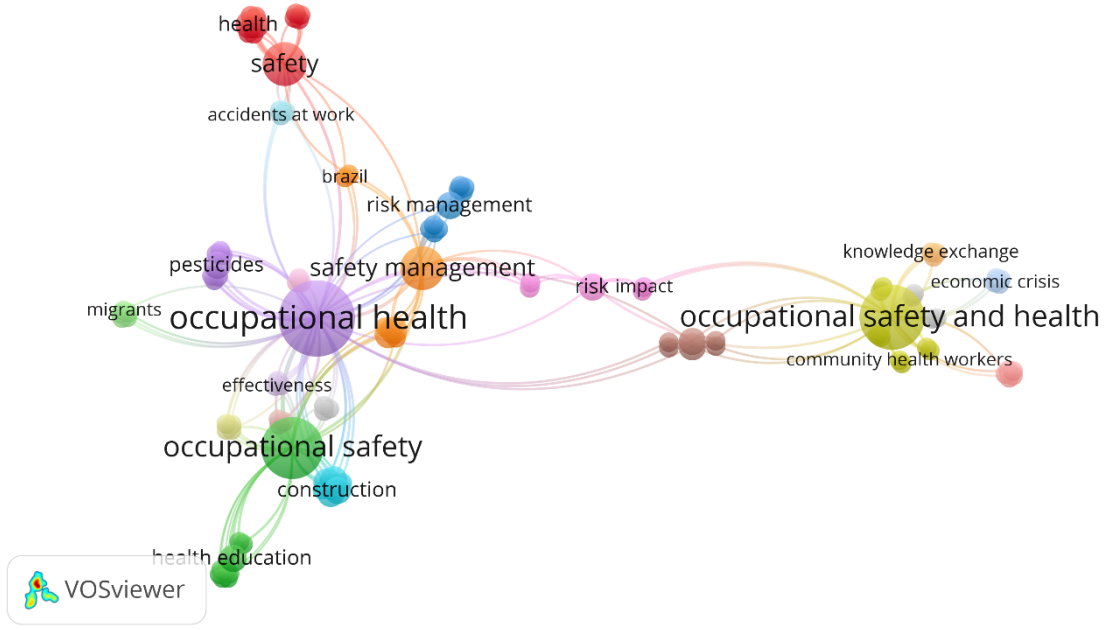 health
safety
accidents at work
brazil
risk management
knowledge exchange
pesticides
safety management
economic crisis
risk impact
migrants
occupational health
occupational safety and health
community health workers
effectiveness
occupational safety
construction
health education
VOSviewer